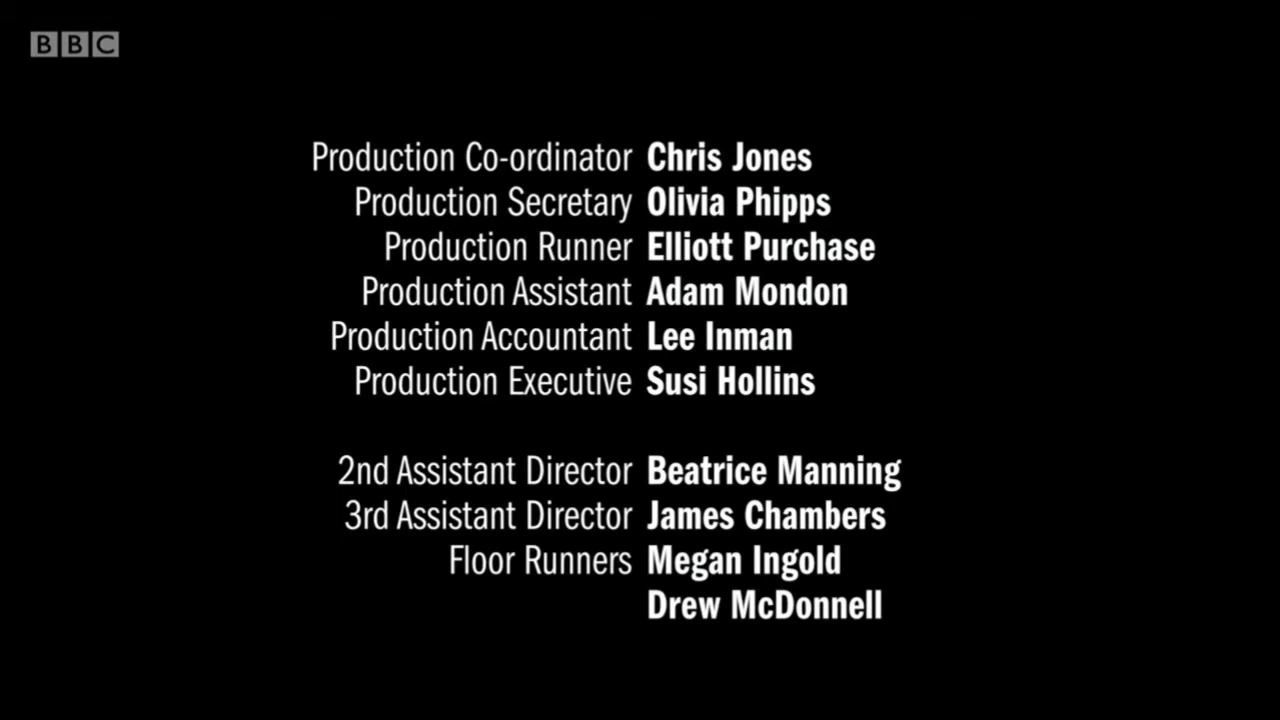 BBC
Production Co-ordinator Chris Jones
Production Secretary Olivia Phipps
Production Runner Elliott Purchase
Production Assistant Adam Mondon
Production Accountant Lee Inman
Production Executive Susi Hollins
2nd Assistant Director Beatrice Manning
3rd Assistant Director James Chambers
Floor Runners Megan Ingold
Drew McDonnell